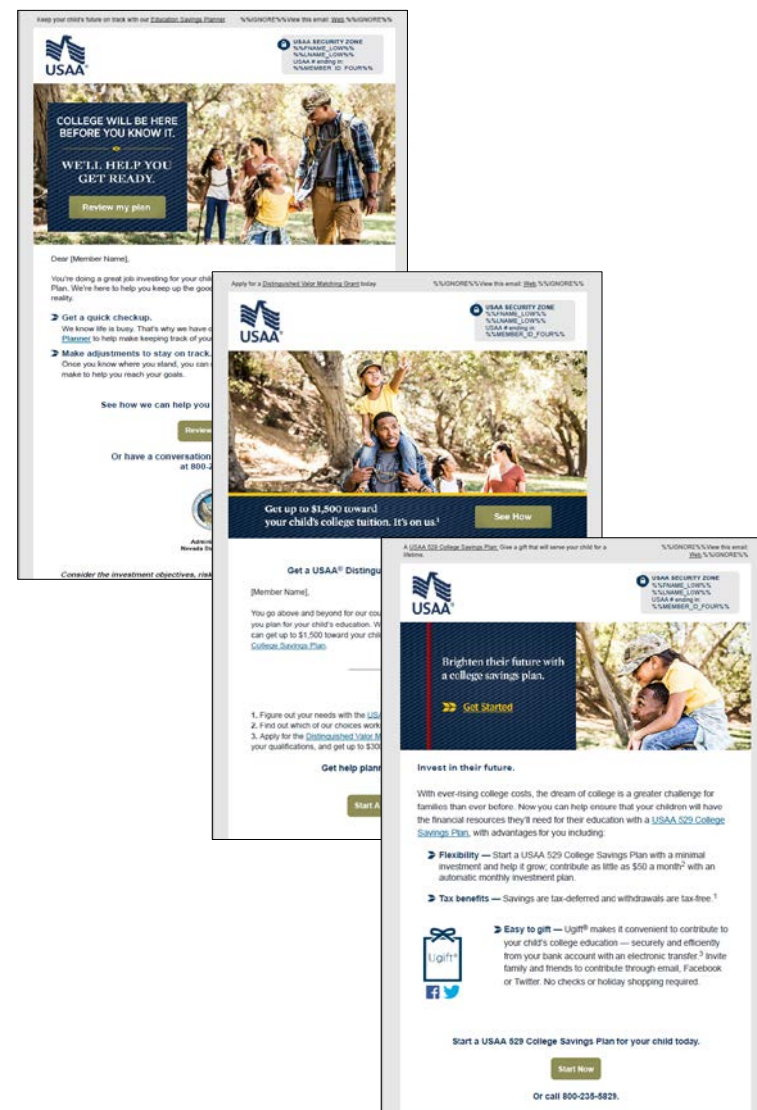 Keep your child's future on track with our Education Savings Planner %%IGNORE%%View this email: Web %%IGNORE%%
USAA®
USAA SECURITY ZONE
%%FNAME_LOW%%
%%LNAME_LOW%%
USAA # ending in:
%%MEMBER_ID_FOUR%%
COLLEGE WILL BE HERE
BEFORE YOU KNOW IT.
WE'LL HELP YOU
GET READY.
Review my plan
Dear [Member Name],
You're doing a great job investing for your chil
Plan. We're here to help you keep up the goo
reality.
Get a quick checkup.
We know life is busy. That's why we have
Planner to help make keeping track of you
Make adjustments to stay on track.
Once you know where you stand, you can
make to help you reach your goals.
See how we can help you
Review
Or have a conversation
at 800-2
Admini
Nevada St
Consider the investment objectives, risk
Apply for a Distinguished Valor Matching Grant today %%IGNORE%%View this email: Web %%IGNORE%%
USAA®
USAA SECURITY ZONE
%%FNAME_LOW%%
%%LNAME_LOW%%
USAA # ending in:
%%MEMBER_ID_FOUR%%
Get up to $1,500 toward
your child's college tuition. It's on us.¹
See How
Get a USAA® Distingu
[Member Name],
You go above and beyond for our cou
you plan for your child's education. W
can get up to $1,500 toward your chil
College Savings Plan.
1. Figure out your needs with the USA
2. Find out which of our choices work
3. Apply for the Distinguished Valor M
your qualifications, and get up to $300
Get help plann
Start A
A USAA 529 College Savings Plan: Give a gift that will serve your child for a
lifetime.
%%IGNORE%%View this email:
Web %%IGNORE%%
USAA®
USAA SECURITY ZONE
%%FNAME_LOW%%
%%LNAME_LOW%%
USAA # ending in:
%%MEMBER_ID_FOUR%%
Brighten their future with
a college savings plan.
Get Started
Invest in their future.
With ever-rising college costs, the dream of college is a greater challenge for
families than ever before. Now you can help ensure that your children will have
the financial resources they'll need for their education with a USAA 529 College
Savings Plan, with advantages for you including:
Flexibility — Start a USAA 529 College Savings Plan with a minimal
investment and help it grow; contribute as little as $50 a month² with an
automatic monthly investment plan.
Tax benefits — Savings are tax-deferred and withdrawals are tax-free.¹
Ugift®
Easy to gift — Ugift® makes it convenient to contribute to
your child's college education — securely and efficiently
from your bank account with an electronic transfer.³ Invite
family and friends to contribute through email, Facebook
or Twitter. No checks or holiday shopping required.
Start a USAA 529 College Savings Plan for your child today.
Start Now
Or call 800-235-5829.